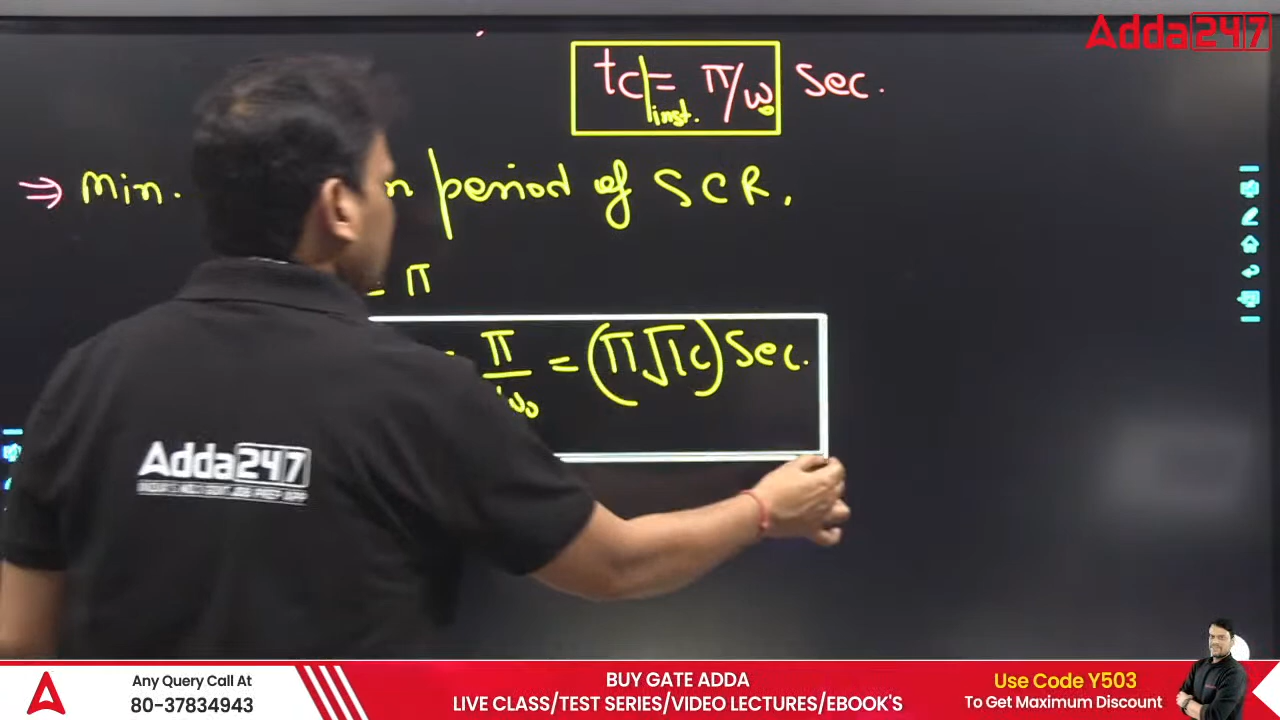 Adda247
tc|inst. = π/ω₀ Sec.
⇒ Min. n period of SCR.
= π
= π/ω₀ = (π√LC) Sec.
Adda247
Any Query Call At
80-37834943
BUY GATE ADDA
LIVE CLASS/TEST SERIES/VIDEO LECTURES/EBOOK'S
Use Code Y503
To Get Maximum Discount